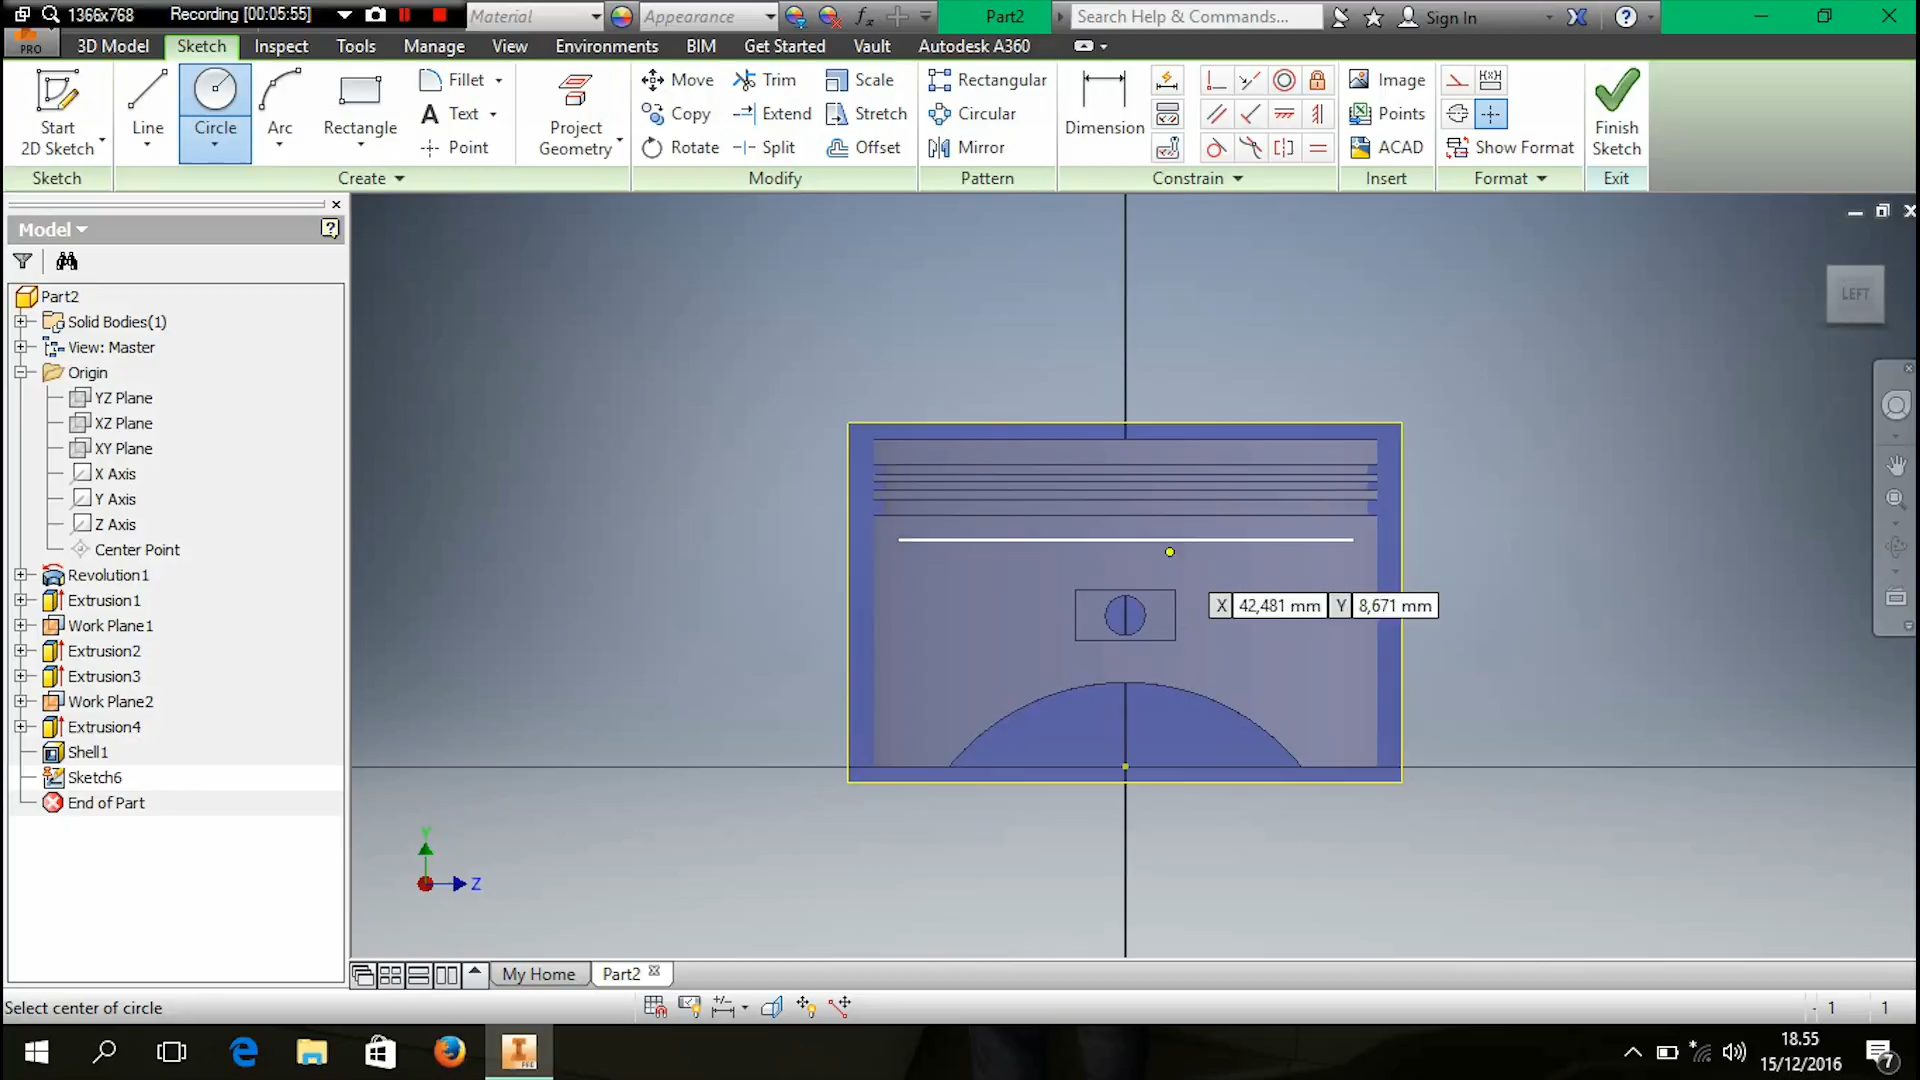 1366x768 Recording [00:05:55] Material Appearance Part2 Search Help & Commands... Sign In
PRO 3D Model Sketch Inspect Tools Manage View Environments BIM Get Started Vault Autodesk A360
Start 2D Sketch
Line Circle Arc Rectangle
Fillet
Text
Point
Project Geometry
Move Trim Scale
Copy Extend Stretch
Rotate Split Offset
Rectangular
Circular
Mirror
Dimension
Image
Points
ACAD
Show Format
Finish Sketch
Sketch Create Modify Pattern Constrain Insert Format Exit
Model
Part2
Solid Bodies(1)
View: Master
Origin
YZ Plane
XZ Plane
XY Plane
X Axis
Y Axis
Z Axis
Center Point
Revolution1
Extrusion1
Work Plane1
Extrusion2
Extrusion3
Work Plane2
Extrusion4
Shell1
Sketch6
End of Part
LEFT
X 42,481 mm Y 8,671 mm
Y
Z
My Home Part2
Select center of circle
1 1
18.55
15/12/2016
7